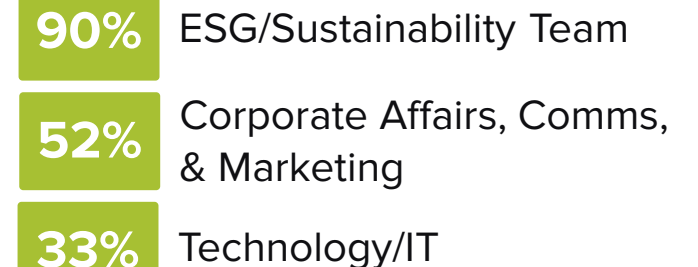 90% ESG/Sustainability Team
52% Corporate Affairs, Comms,
& Marketing
33% Technology/IT